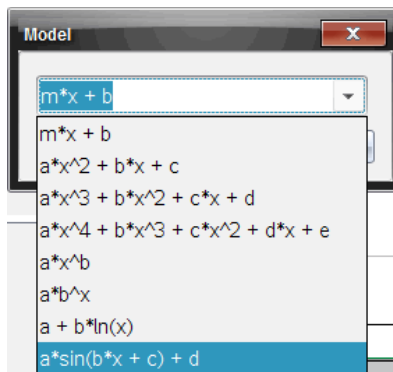 Model
m*x + b
m*x + b
a*x^2 + b*x + c
a*x^3 + b*x^2 + c*x + d
a*x^4 + b*x^3 + c*x^2 + d*x + e
a*x^b
a*b^x
a + b*ln(x)
a*sin(b*x + c) + d